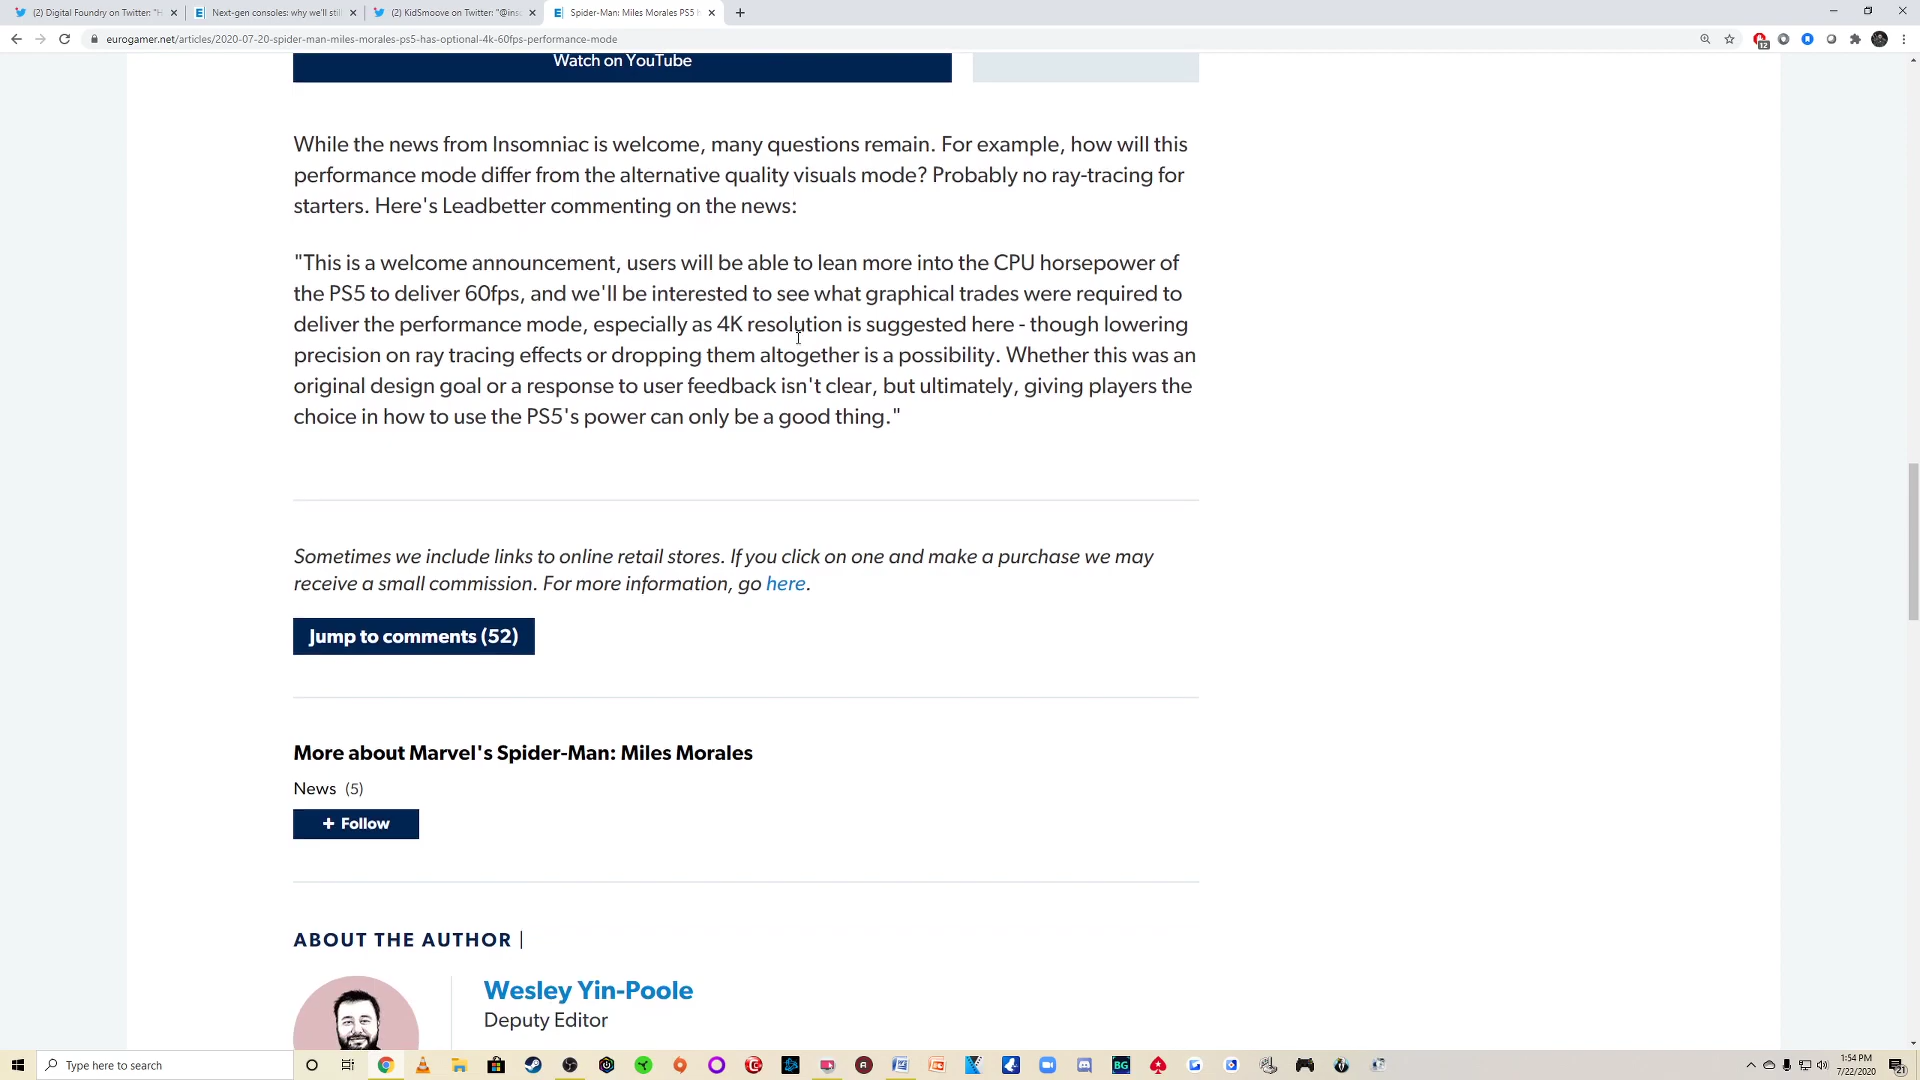 (2) Digital Foundry on Twitter: "H
Next-gen consoles: why we'll stil
(2) KidSmoove on Twitter: "@inso
Spider-Man: Miles Morales PS5 h
eurogamer.net/articles/2020-07-20-spider-man-miles-morales-ps5-has-optional-4k-60fps-performance-mode
12
Watch on YouTube
While the news from Insomniac is welcome, many questions remain. For example, how will this
performance mode differ from the alternative quality visuals mode? Probably no ray-tracing for
starters. Here's Leadbetter commenting on the news:
"This is a welcome announcement, users will be able to lean more into the CPU horsepower of
the PS5 to deliver 60fps, and we'll be interested to see what graphical trades were required to
deliver the performance mode, especially as 4K resolution is suggested here - though lowering
precision on ray tracing effects or dropping them altogether is a possibility. Whether this was an
original design goal or a response to user feedback isn't clear, but ultimately, giving players the
choice in how to use the PS5's power can only be a good thing."
Sometimes we include links to online retail stores. If you click on one and make a purchase we may
receive a small commission. For more information, go here.
Jump to comments (52)
More about Marvel's Spider-Man: Miles Morales
News (5)
+ Follow
ABOUT THE AUTHOR |
Wesley Yin-Poole
Deputy Editor
Type here to search
BG
1:54 PM
7/22/2020
21